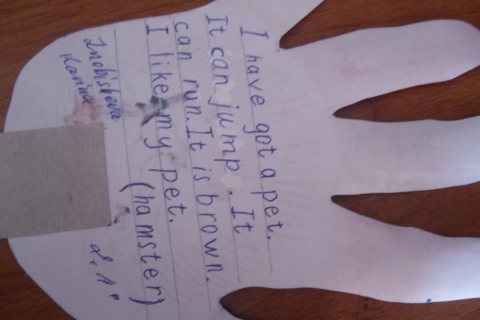 I have got a pet.
It can jump. It
can run. It is brown.
I like my pet.
(hamster)